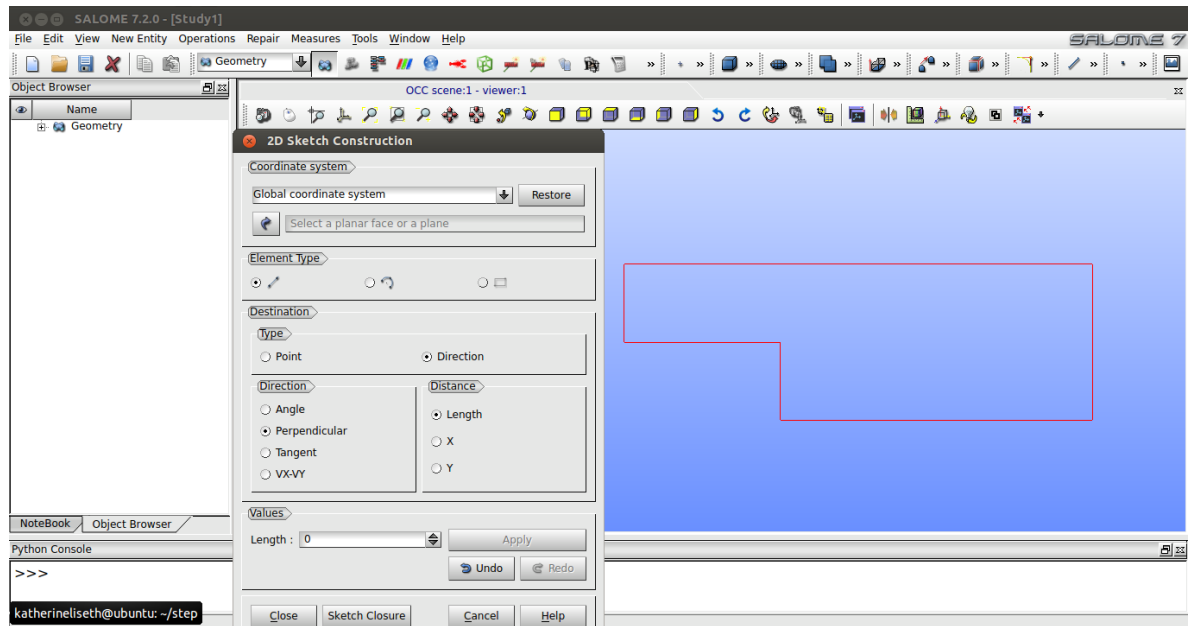 SALOME 7.2.0 - [Study1]
File Edit View New Entity Operations Repair Measures Tools Window Help
SALOME 7
Geometry
Object Browser
OCC scene:1 - viewer:1
Name
Geometry
2D Sketch Construction
Coordinate system
Global coordinate system Restore
Select a planar face or a plane
Element Type
Destination
Type
Point Direction
Direction Distance
Angle Length
Perpendicular X
Tangent Y
VX-VY
Values
Length : 0 Apply
Undo Redo
Close Sketch Closure Cancel Help
NoteBook Object Browser
Python Console
>>>
katherineliseth@ubuntu: ~/step